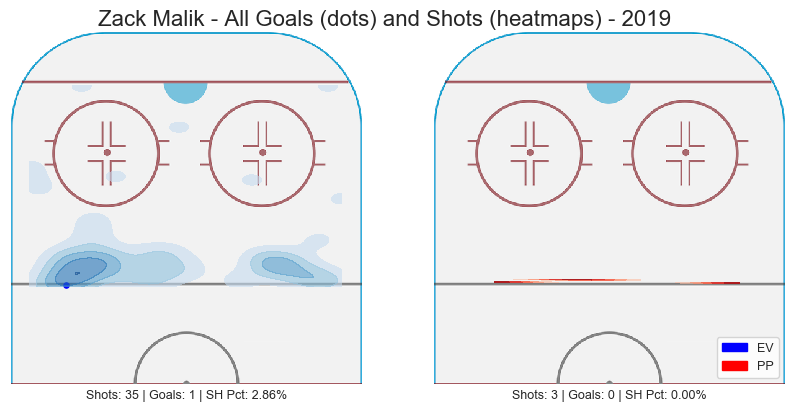 Zack Malik - All Goals (dots) and Shots (heatmaps) - 2019
EV
PP
Shots: 35 | Goals: 1 | SH Pct: 2.86%
Shots: 3 | Goals: 0 | SH Pct: 0.00%